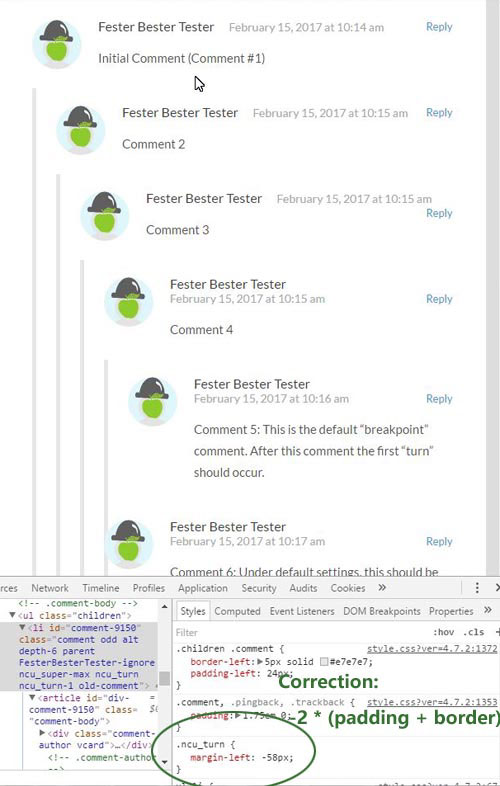 Fester Bester Tester February 15, 2017 at 10:14 am Reply
Initial Comment (Comment #1)
Fester Bester Tester February 15, 2017 at 10:15 am Reply
Comment 2
Fester Bester Tester February 15, 2017 at 10:15 am
Reply
Comment 3
Fester Bester Tester
February 15, 2017 at 10:15 am Reply
Comment 4
Fester Bester Tester
February 15, 2017 at 10:16 am Reply
Comment 5: This is the default “breakpoint”
comment. After this comment the first “turn”
should occur.
Fester Bester Tester
February 15, 2017 at 10:17 am Reply
Comment 6: Under default settings, this should be
rces Network Timeline Profiles Application Security Audits Cookies
<!-- .comment-body -->
▼<ul class="children">
▼<li id="comment-9150"
class="comment odd alt
depth-6 parent
FesterBesterTester-ignore
ncu_super-max ncu_turn
ncu_turn-1 old-comment">
▼<article id="div-
comment-9150" class=
"comment-body">
▶<div class="comment-
author vcard">…</div>
<!-- .comment-author
Styles Computed Event Listeners DOM Breakpoints Properties »
Filter :hov .cls +
.children .comment { style.css?ver=4.7.2:1372
border-left:▶5px solid #e7e7e7;
padding-left: 24px;
}
Correction:
.comment, .pingback, .trackback { style.css?ver=4.7.2:1353
padding:▶1.75em 0;
-2 * (padding + border)
}
.ncu_turn {
margin-left: -58px;
}